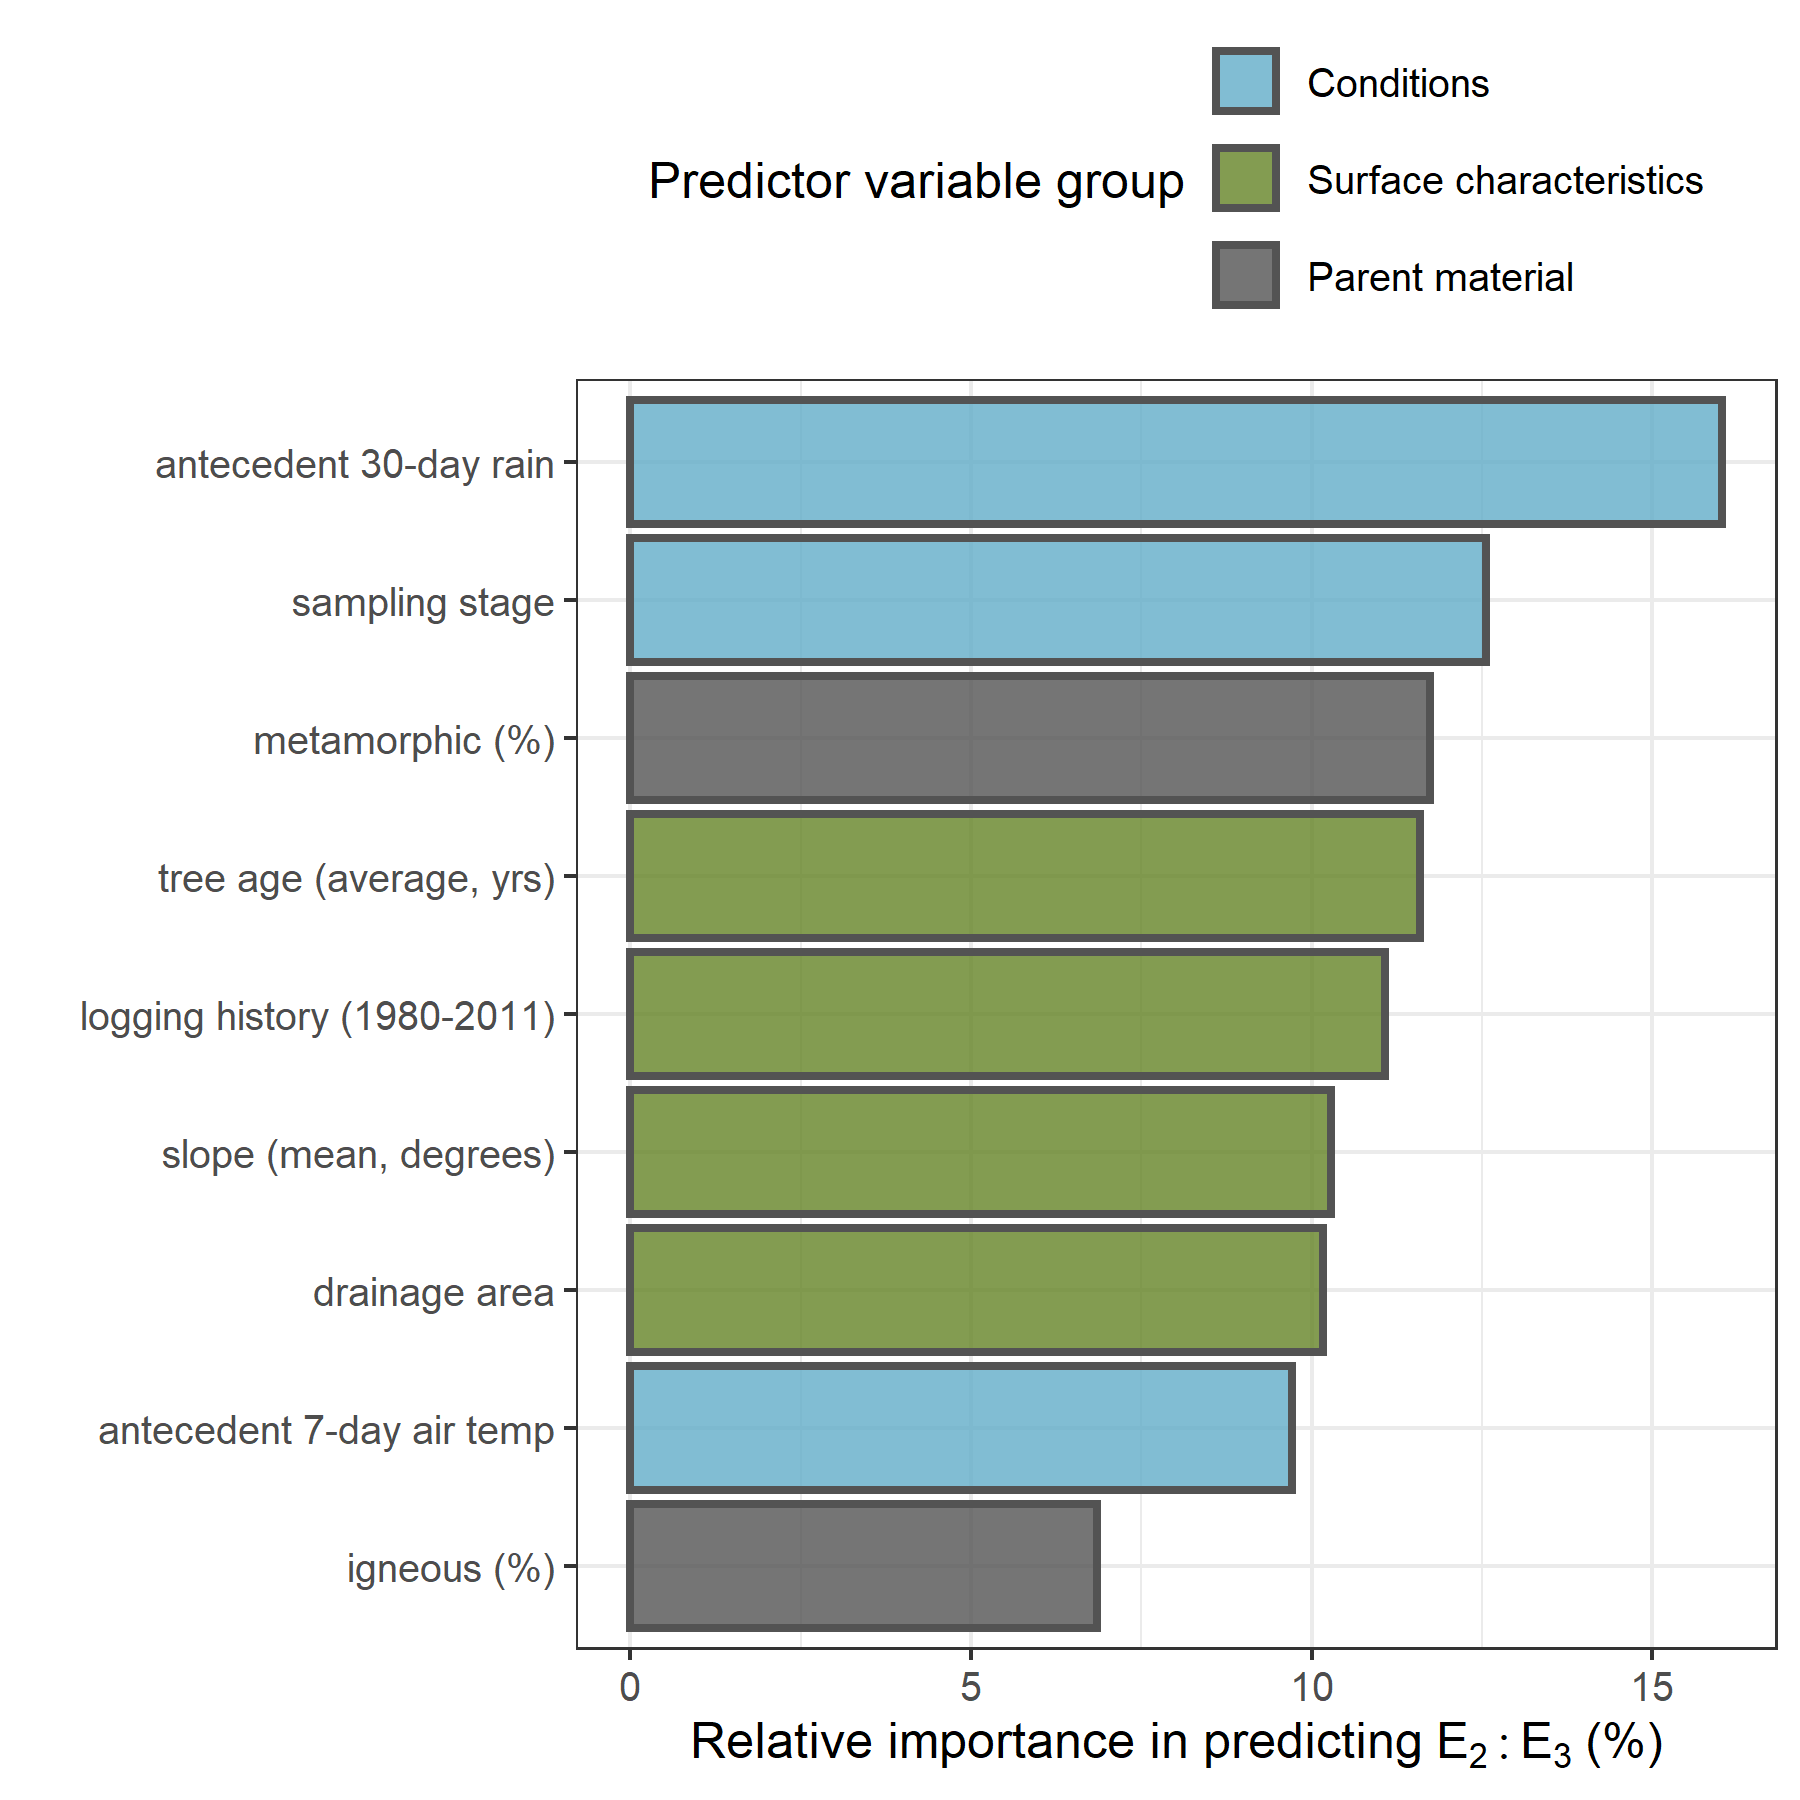 Predictor variable group
Conditions
Surface characteristics
Parent material
antecedent 30-day rain
sampling stage
metamorphic (%)
tree age (average, yrs)
logging history (1980-2011)
slope (mean, degrees)
drainage area
antecedent 7-day air temp
igneous (%)
0 5 10 15
Relative importance in predicting E₂ : E₃ (%)